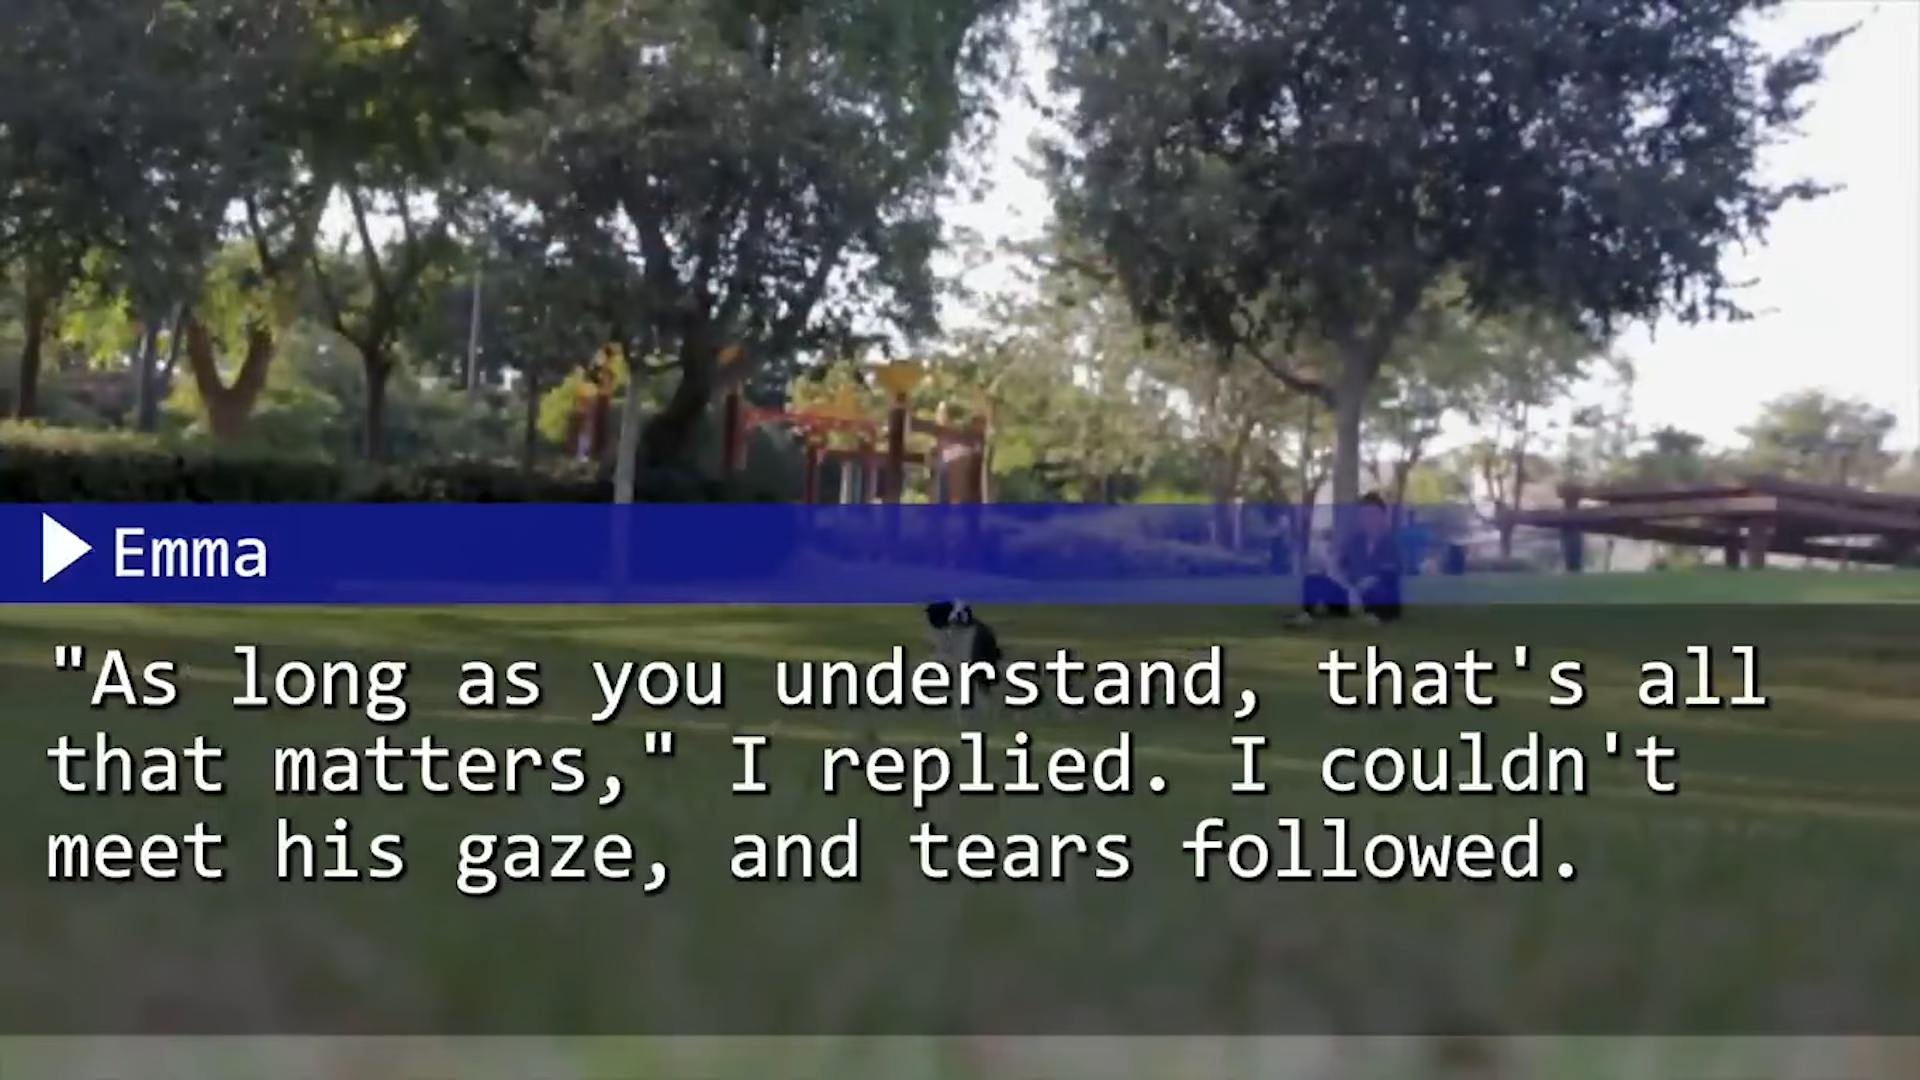 Emma
"As long as you understand, that's all
that matters," I replied. I couldn't
meet his gaze, and tears followed.